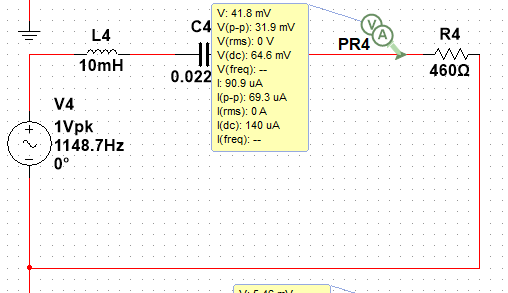 L4
10mH
C4
0.022
V: 41.8 mV
V(p-p): 31.9 mV
V(rms): 0 V
V(dc): 64.6 mV
V(freq): --
I: 90.9 uA
I(p-p): 69.3 uA
I(rms): 0 A
I(dc): 140 uA
I(freq): --
V
A
PR4
R4
460Ω
V4
1Vpk
1148.7Hz
0°